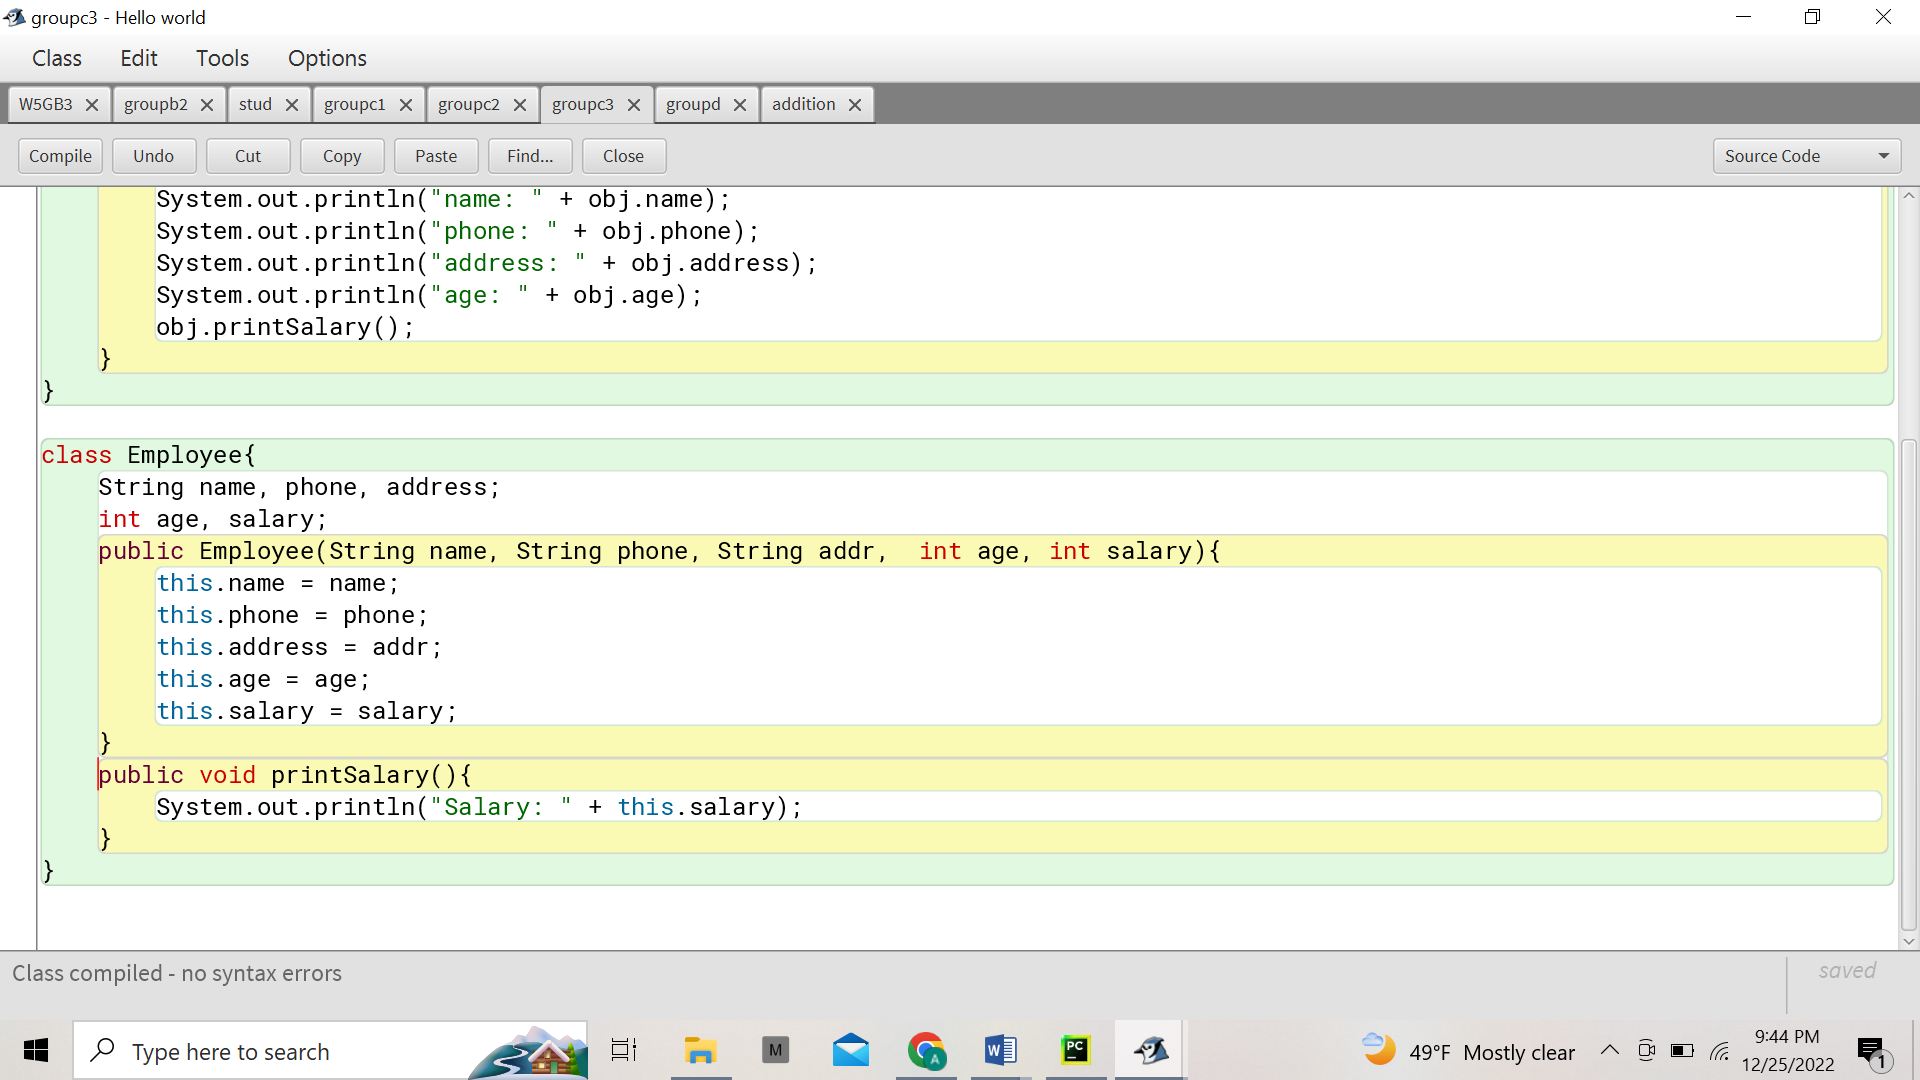 groupc3 - Hello world
Class Edit Tools Options
W5GB3 groupb2 stud groupc1 groupc2 groupc3 groupd addition
Compile Undo Cut Copy Paste Find... Close Source Code
System.out.println("name: " + obj.name);
System.out.println("phone: " + obj.phone);
System.out.println("address: " + obj.address);
System.out.println("age: " + obj.age);
obj.printSalary();
}
}
class Employee{
String name, phone, address;
int age, salary;
public Employee(String name, String phone, String addr,  int age, int salary){
this.name = name;
this.phone = phone;
this.address = addr;
this.age = age;
this.salary = salary;
}
public void printSalary(){
System.out.println("Salary: " + this.salary);
}
}
Class compiled - no syntax errors
saved
Type here to search
M
A
W
PC
49°F Mostly clear
9:44 PM
12/25/2022
1